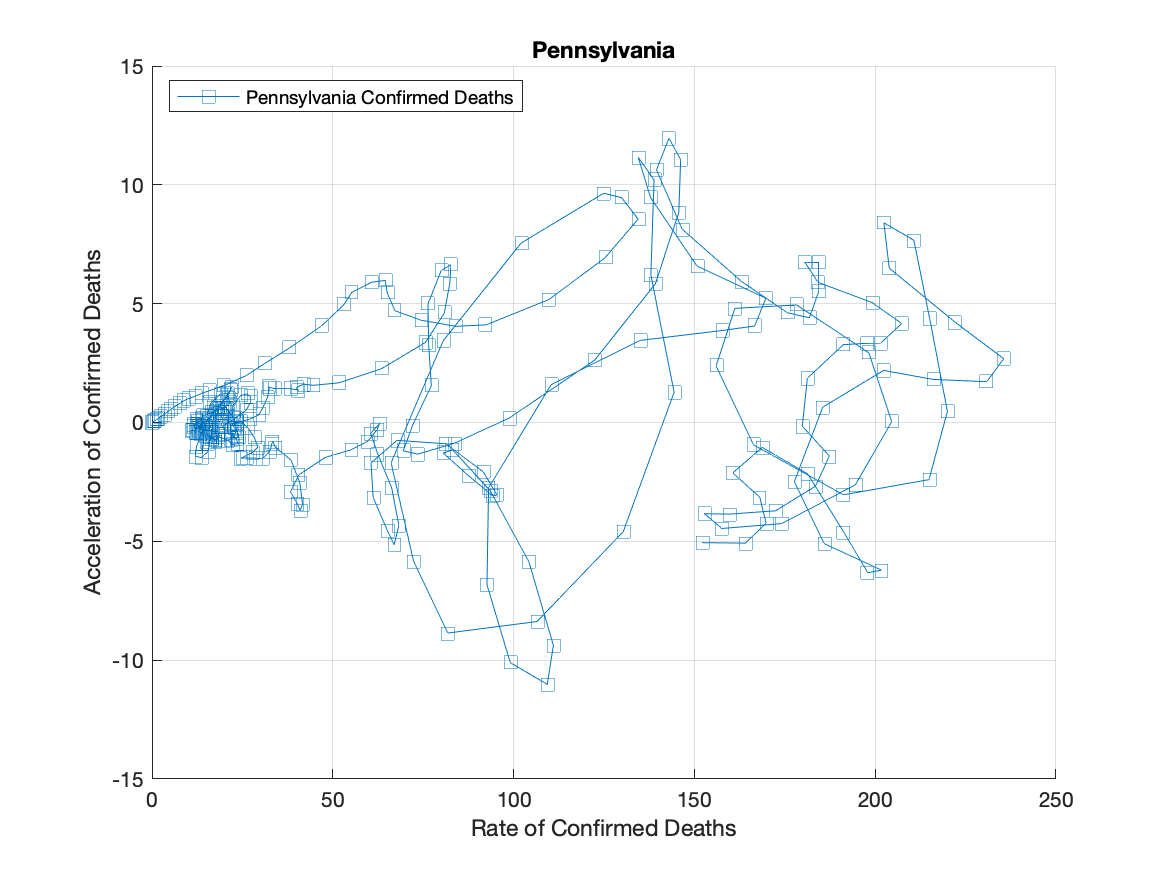 Pennsylvania
15
Pennsylvania Confirmed Deaths
10
5
0
-5
-10
-15
Acceleration of Confirmed Deaths
0 50 100 150 200 250
Rate of Confirmed Deaths